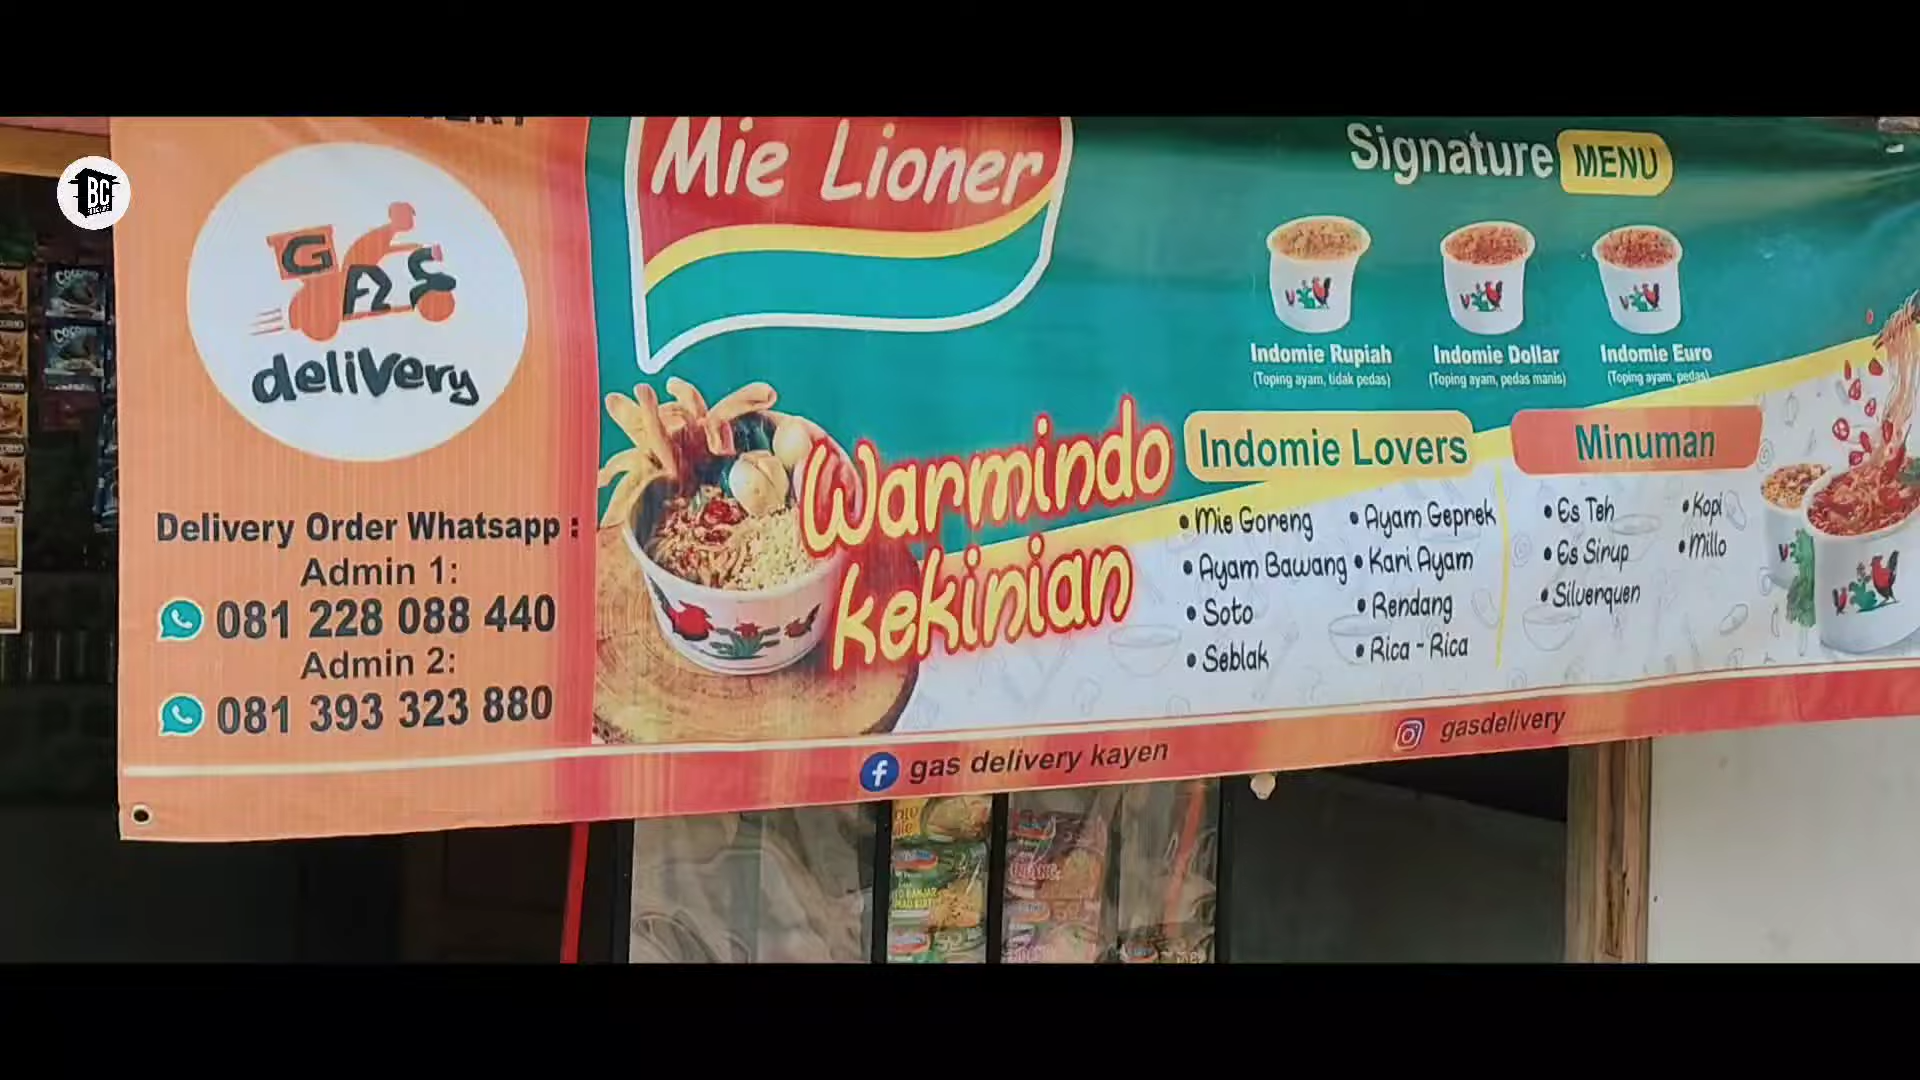 BC
GAS
delivery
Delivery Order Whatsapp :
Admin 1:
081 228 088 440
Admin 2:
081 393 323 880
Mie Lioner
Warmindo
kekinian
Signature MENU
Indomie Rupiah
(Toping ayam, tidak pedas)
Indomie Dollar
(Toping ayam, pedas manis)
Indomie Euro
(Toping ayam, pedas)
Indomie Lovers
• Mie Goreng
• Ayam Bawang
• Soto
• Seblak
• Ayam Geprek
• Kari Ayam
• Rendang
• Rica - Rica
Minuman
• Es Teh
• Es Sirup
• Silverquen
• Kopi
• Millo
gas delivery kayen
gasdelivery